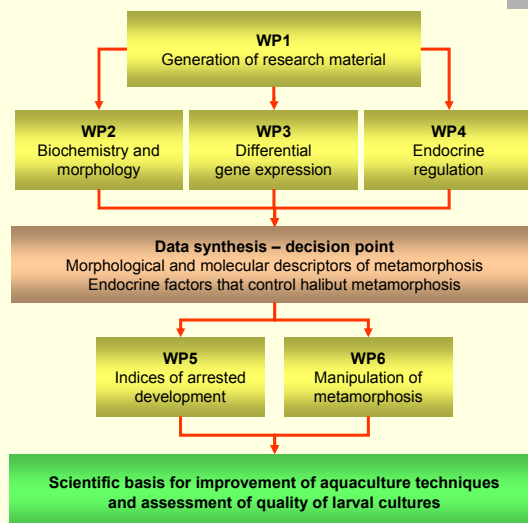 WP1
Generation of research material
WP2
Biochemistry and
morphology
WP3
Differential
gene expression
WP4
Endocrine
regulation
Data synthesis – decision point
Morphological and molecular descriptors of metamorphosis
Endocrine factors that control halibut metamorphosis
WP5
Indices of arrested
development
WP6
Manipulation of
metamorphosis
Scientific basis for improvement of aquaculture techniques
and assessment of quality of larval cultures